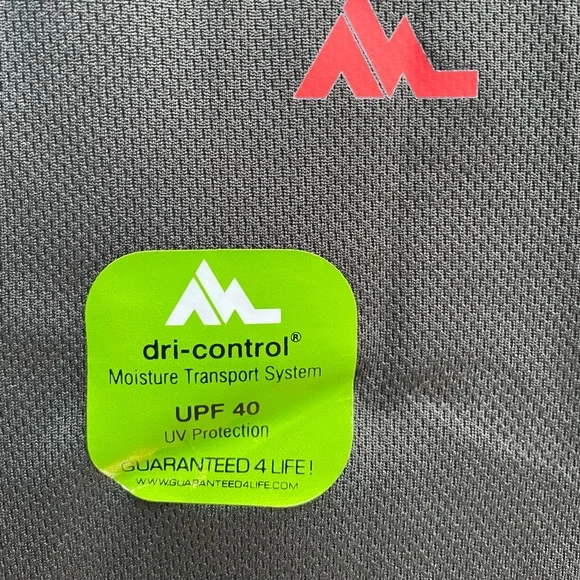 dri-control®
Moisture Transport System
UPF 40
UV Protection
GUARANTEED 4 LIFE!
WWW.GUARANTEED4LIFE.COM